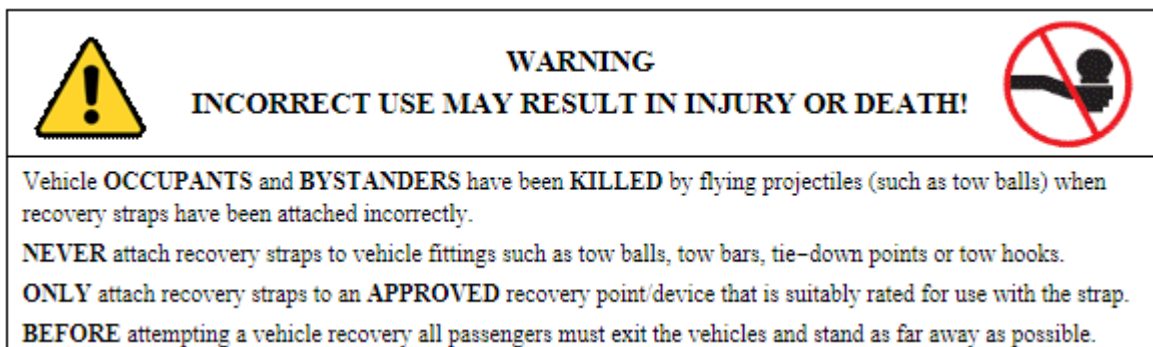 WARNING
INCORRECT USE MAY RESULT IN INJURY OR DEATH!
Vehicle OCCUPANTS and BYSTANDERS have been KILLED by flying projectiles (such as tow balls) when
recovery straps have been attached incorrectly.
NEVER attach recovery straps to vehicle fittings such as tow balls, tow bars, tie-down points or tow hooks.
ONLY attach recovery straps to an APPROVED recovery point/device that is suitably rated for use with the strap.
BEFORE attempting a vehicle recovery all passengers must exit the vehicles and stand as far away as possible.